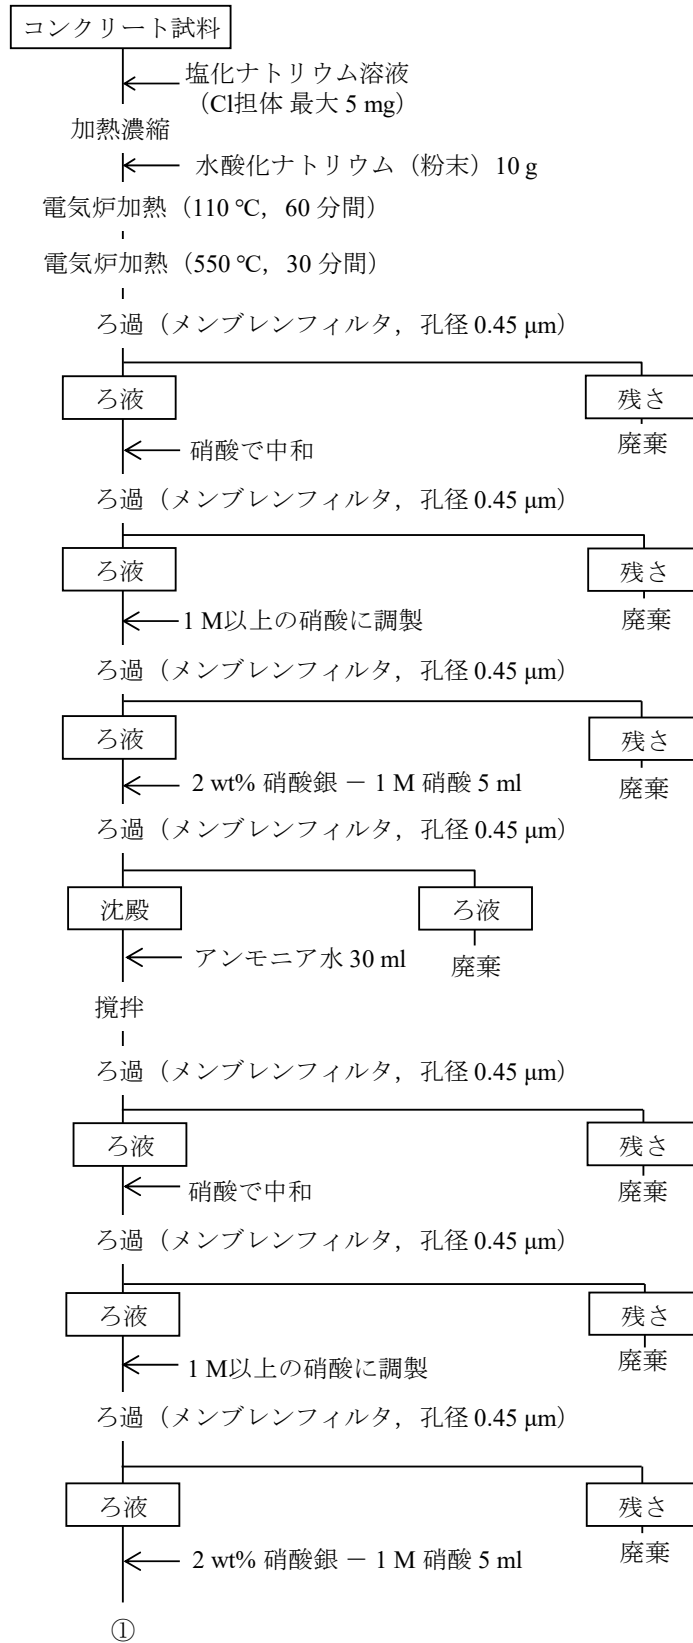 コンクリート試料
塩化ナトリウム溶液
（Cl担体 最大 5 mg）
加熱濃縮
水酸化ナトリウム（粉末）10 g
電気炉加熱（110 ℃，60 分間）
電気炉加熱（550 ℃，30 分間）
ろ過（メンブレンフィルタ，孔径 0.45 μm）
ろ液 残さ
硝酸で中和 廃棄
ろ過（メンブレンフィルタ，孔径 0.45 μm）
ろ液 残さ
1 M以上の硝酸に調製 廃棄
ろ過（メンブレンフィルタ，孔径 0.45 μm）
ろ液 残さ
2 wt% 硝酸銀 － 1 M 硝酸 5 ml 廃棄
ろ過（メンブレンフィルタ，孔径 0.45 μm）
沈殿 ろ液
アンモニア水 30 ml 廃棄
撹拌
ろ過（メンブレンフィルタ，孔径 0.45 μm）
ろ液 残さ
硝酸で中和 廃棄
ろ過（メンブレンフィルタ，孔径 0.45 μm）
ろ液 残さ
1 M以上の硝酸に調製 廃棄
ろ過（メンブレンフィルタ，孔径 0.45 μm）
ろ液 残さ
2 wt% 硝酸銀 － 1 M 硝酸 5 ml 廃棄
①